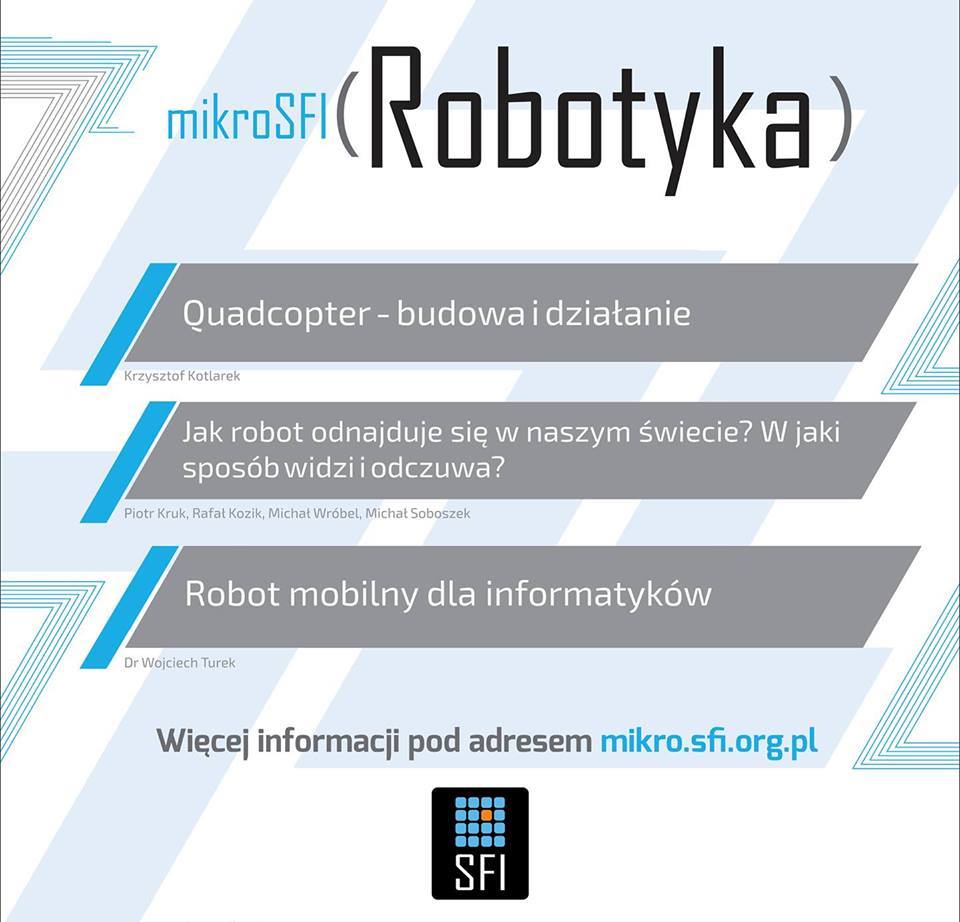 mikroSFI(Robotyka)
Quadcopter - budowa i działanie
Krzysztof Kotlarek
Jak robot odnajduje się w naszym świecie? W jaki
sposób widzi i odczuwa?
Piotr Kruk, Rafał Kozik, Michał Wróbel, Michał Soboszek
Robot mobilny dla informatyków
Dr Wojciech Turek
Więcej informacji pod adresem mikro.sfi.org.pl
SFI